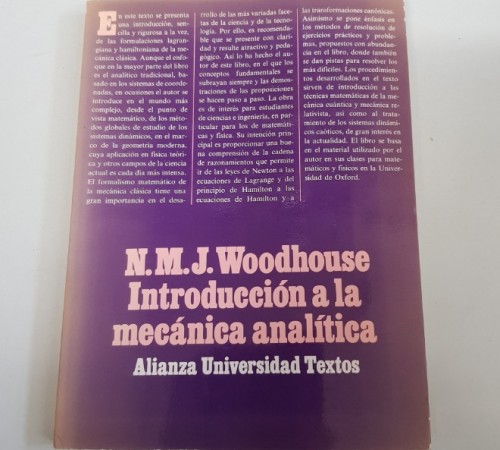 En este texto se presenta
una introducción, sen-
cilla y rigurosa a la vez,
de las formulaciones lagran-
giana y hamiltoniana de la
mecánica clásica. Aunque el enfo-
que en la mayor parte del libro
es el analítico tradicional, ba-
sado en los sistemas de coorde-
nadas, en ocasiones el autor se
introduce en el mundo más
complejo, desde el punto de
vista matemático, de los méto-
dos globales de estudio de los
sistemas dinámicos, en el mar-
co de la geometría moderna,
cuya aplicación en física teóri-
ca y otros campos de la ciencia
actual es cada día más intensa.
El formalismo matemático de
la mecánica clásica tiene una
gran importancia en el desa-
rrollo de las más variadas face-
tas de la ciencia y de la tecno-
logía. Por ello, es recomenda-
ble que se presente con clari-
dad y resulte atractivo y peda-
gógico. Así lo ha hecho el au-
tor de este libro, en el que los
conceptos fundamentales se
subrayan siempre y las demos-
traciones de las proposiciones
se hacen paso a paso. La obra
es de interés para estudiantes
de ciencias e ingeniería, en par-
ticular para los de matemáti-
cas y física. Su intención prin-
cipal es proporcionar una bue-
na comprensión de la cadena
de razonamientos que permite
ir de las leyes de Newton a las
ecuaciones de Lagrange y del
principio de Hamilton a las
ecuaciones de Hamilton y a
las transformaciones canónicas.
Asimismo se pone énfasis en
los métodos de resolución de
ejercicios prácticos y proble-
mas, propuestos con abundan-
cia en el libro, donde también
se dan pistas para resolver los
más difíciles. Los procedimien-
tos desarrollados en el texto
sirven de introducción a las
técnicas matemáticas de la me-
cánica cuántica y mecánica re-
lativista, así como al trata-
miento de los sistemas dinámi-
cos caóticos, de gran interés en
la actualidad. El libro se basa
en el material utilizado por el
autor en sus clases para mate-
máticos y físicos en la Univer-
sidad de Oxford.
N.M.J. Woodhouse
Introducción a la
mecánica analítica
Alianza Universidad Textos